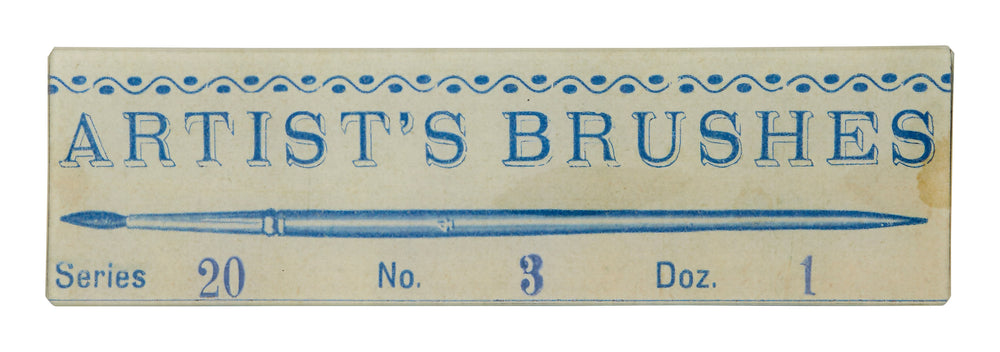 ARTIST'S BRUSHES
Series 20 No. 3 Doz. 1